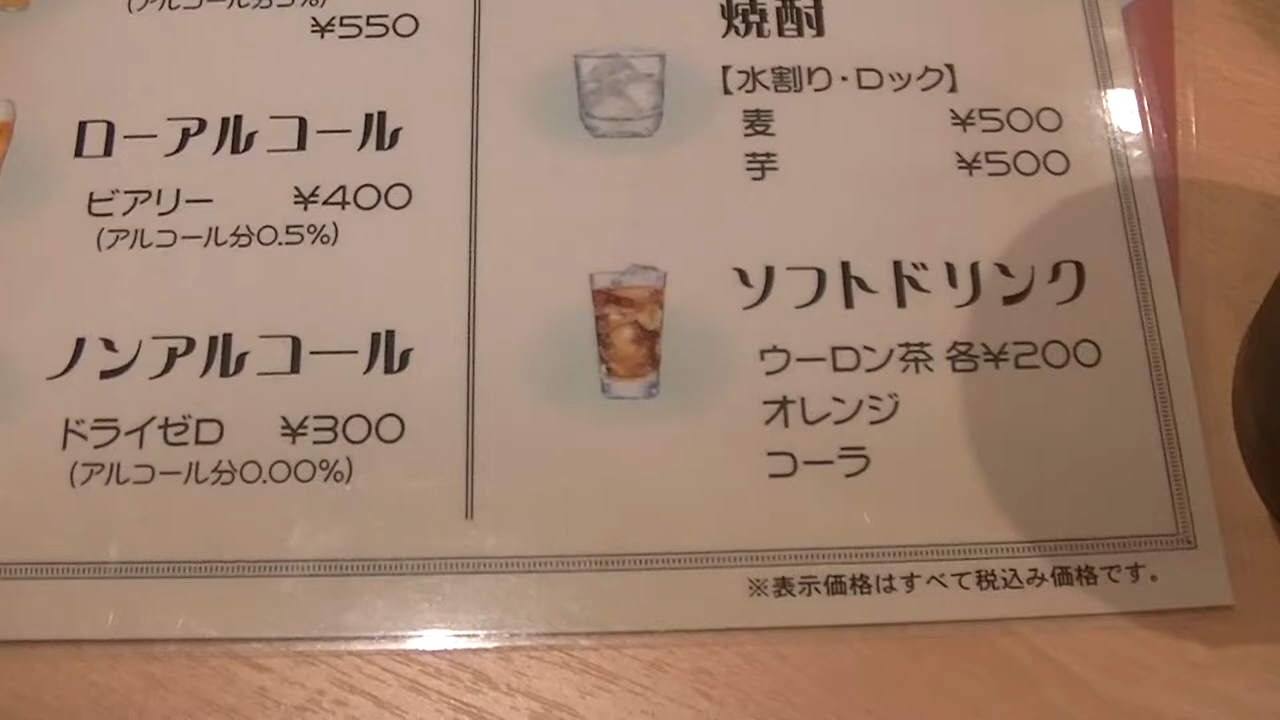 ¥550
ローアルコール
ビアリー ¥400
(アルコール分0.5%)
ノンアルコール
ドライゼロ ¥300
(アルコール分0.00%)
焼酎
【水割り・ロック】
麦 ¥500
芋 ¥500
ソフトドリンク
ウーロン茶 各¥200
オレンジ
コーラ
※表示価格はすべて税込み価格です。